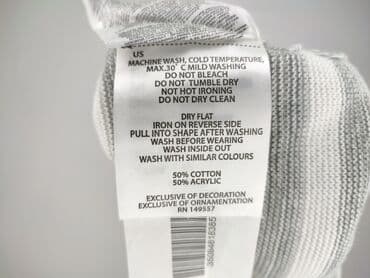 US
MACHINE WASH, COLD TEMPERATURE,
MAX.30° C MILD WASHING
DO NOT BLEACH
DO NOT TUMBLE DRY
NOT HOT IRONING
DO NOT DRY CLEAN
DRY FLAT
IRON ON REVERSE SIDE
PULL INTO SHAPE AFTER WASHING
WASH BEFORE WEARING
WASH INSIDE OUT
WASH WITH SIMILAR COLOURS
50% COTTON
50% ACRYLIC
EXCLUSIVE OF DECORATION
EXCLUSIVE OF ORNAMENTATION
RN 149557